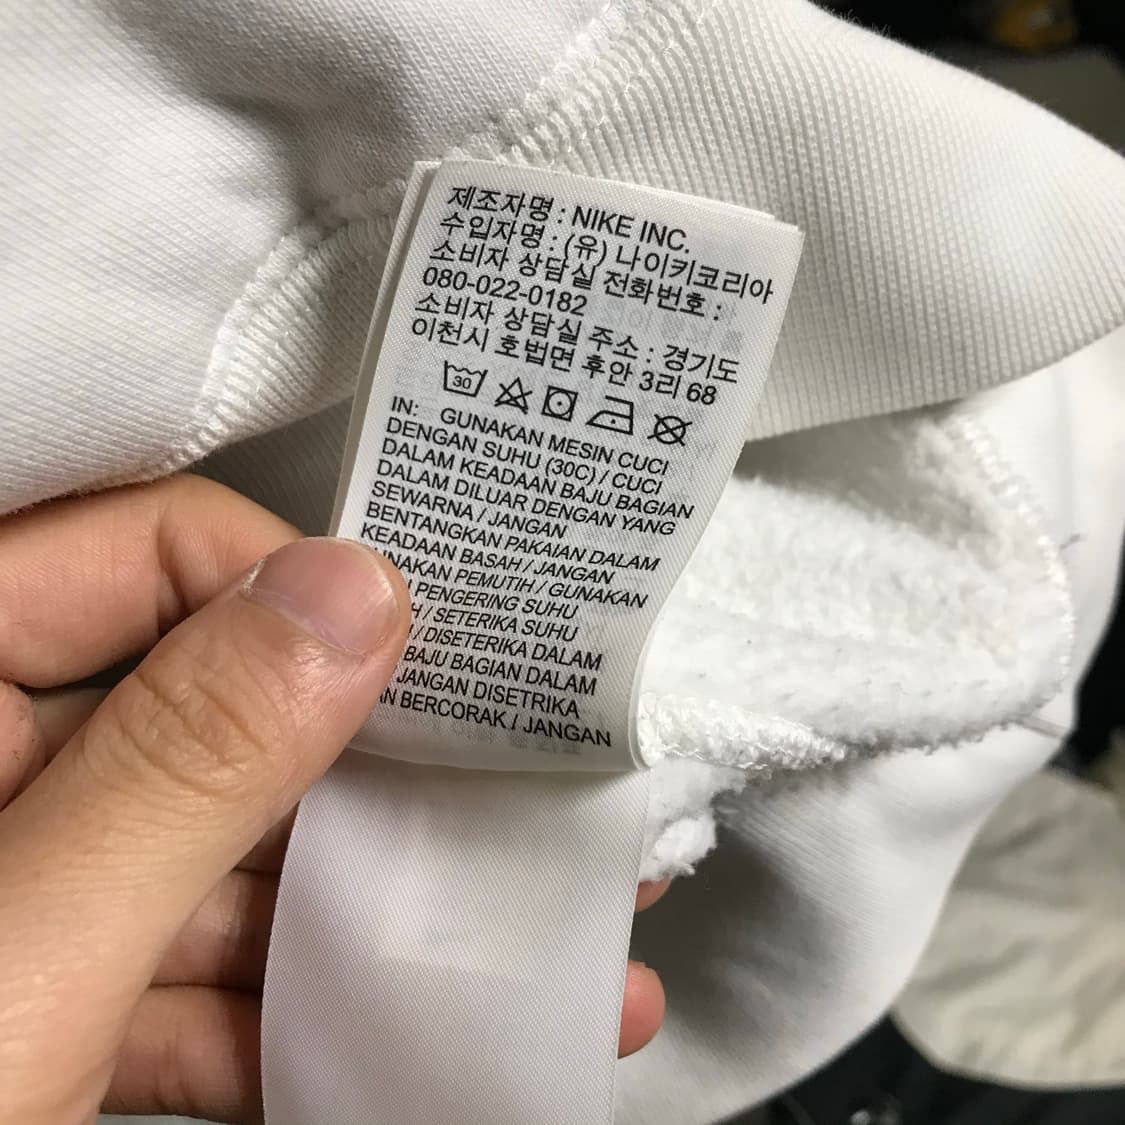 제조자명 : NIKE INC.
수입자명 : (유) 나이키코리아
소비자 상담실 전화번호 :
080-022-0182
소비자 상담실 주소 : 경기도
이천시 호법면 후안 3리 68
30
IN: GUNAKAN MESIN CUCI
DENGAN SUHU (30C) / CUCI
DALAM KEADAAN BAJU BAGIAN
DALAM DILUAR DENGAN YANG
SEWARNA / JANGAN
BENTANGKAN PAKAIAN DALAM
KEADAAN BASAH / JANGAN
PEMUTIH / GUNAKAN
PENGERING SUHU
/ SETERIKA SUHU
/ DISETERIKA DALAM
BAJU BAGIAN DALAM
JANGAN DISETRIKA
BERCORAK / JANGAN